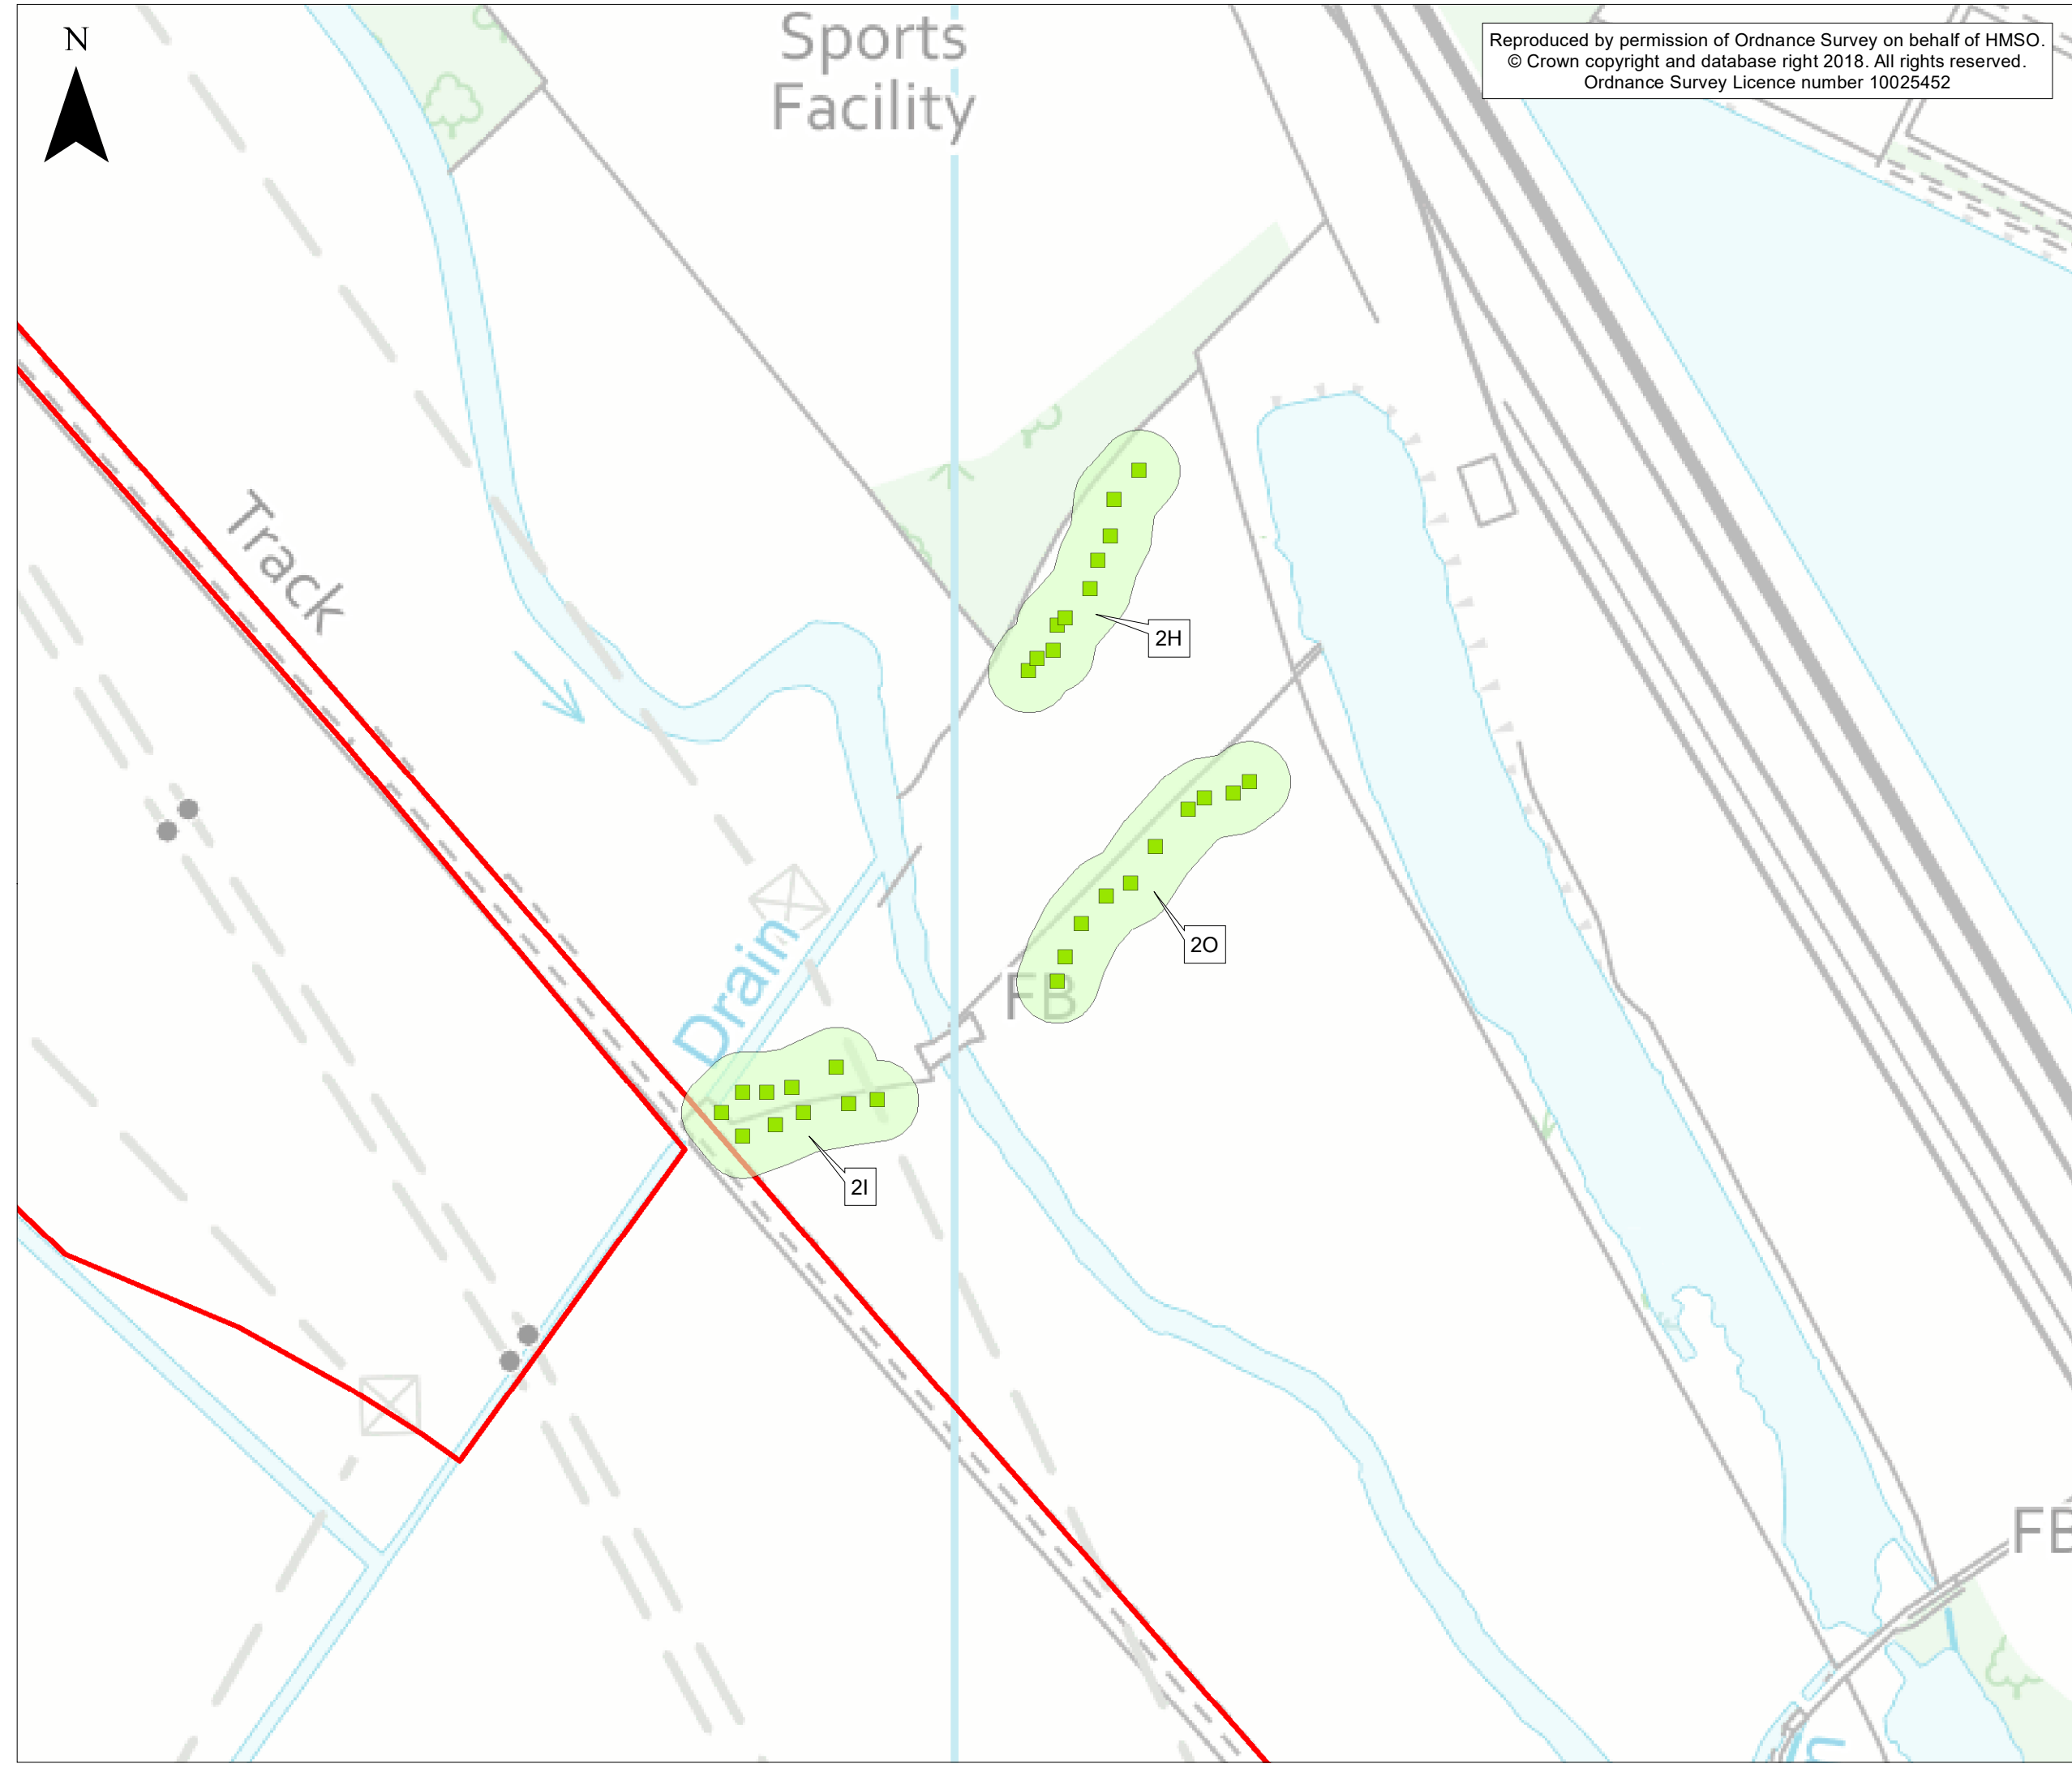 N
Sports
Facility
Reproduced by permission of Ordnance Survey on behalf of HMSO.
© Crown copyright and database right 2018. All rights reserved.
Ordnance Survey Licence number 10025452
Track
2H
2O
Drain
FB
2I
FB